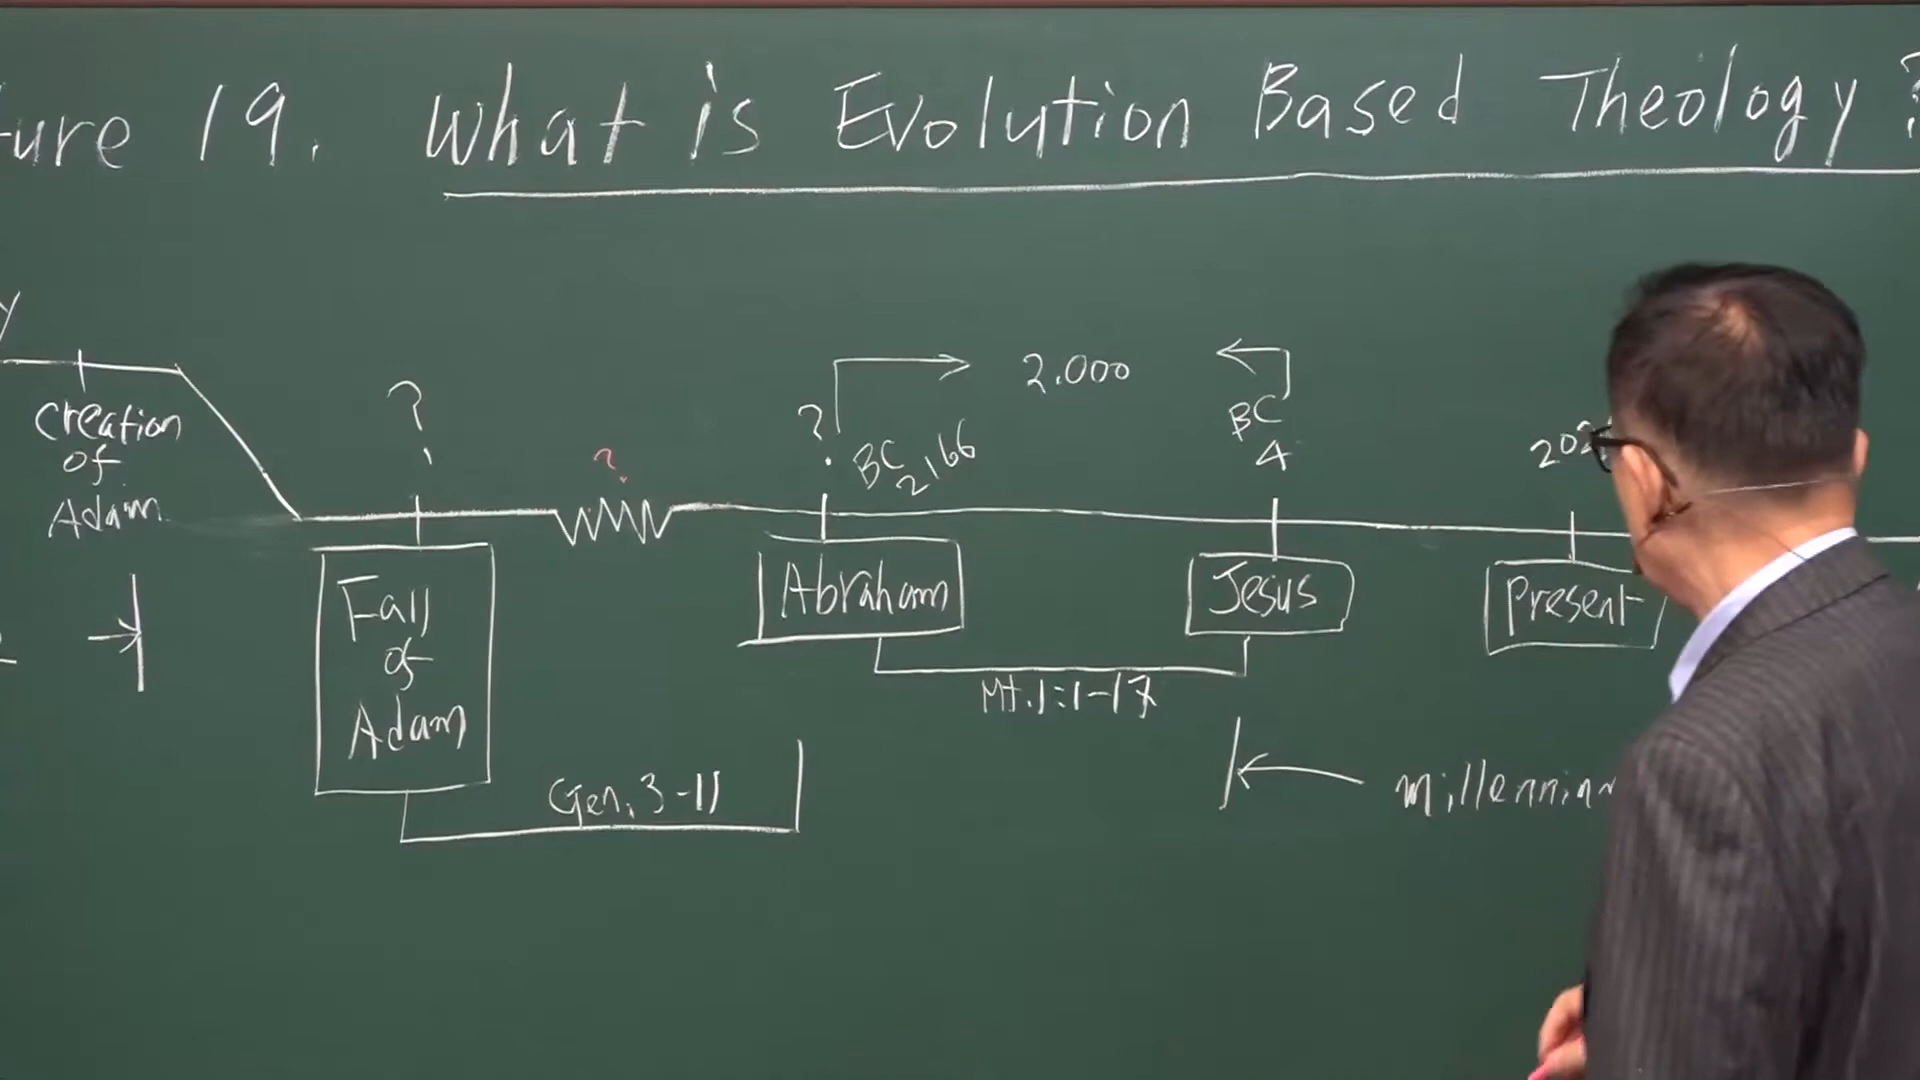 ture 19. What is Evolution Based Theology ?
y
Creation
of
Adam
?
?
?
BC
2166
2.000
BC
4
202
Fall
of
Adam
Abraham
Jesus
Present
Mt.1:1-17
Gen. 3-11